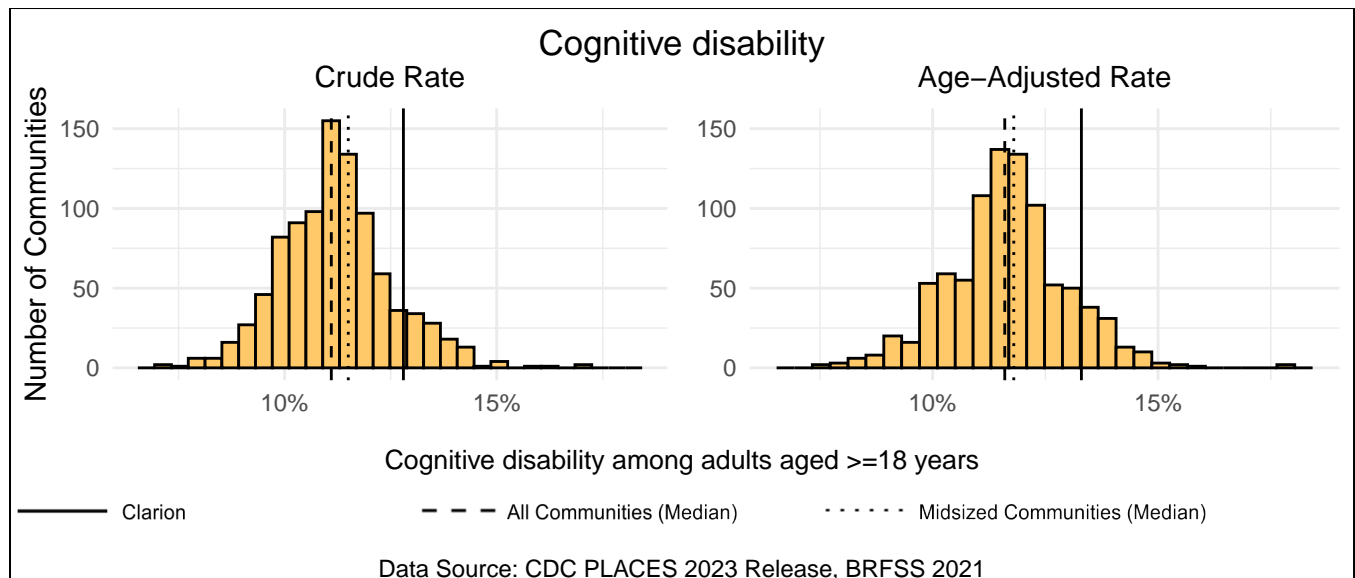 Cognitive disability
Crude Rate
Age−Adjusted Rate
Number of Communities
150
100
50
0
10%
15%
150
100
50
0
10%
15%
Cognitive disability among adults aged >=18 years
Clarion
All Communities (Median)
Midsized Communities (Median)
Data Source: CDC PLACES 2023 Release, BRFSS 2021